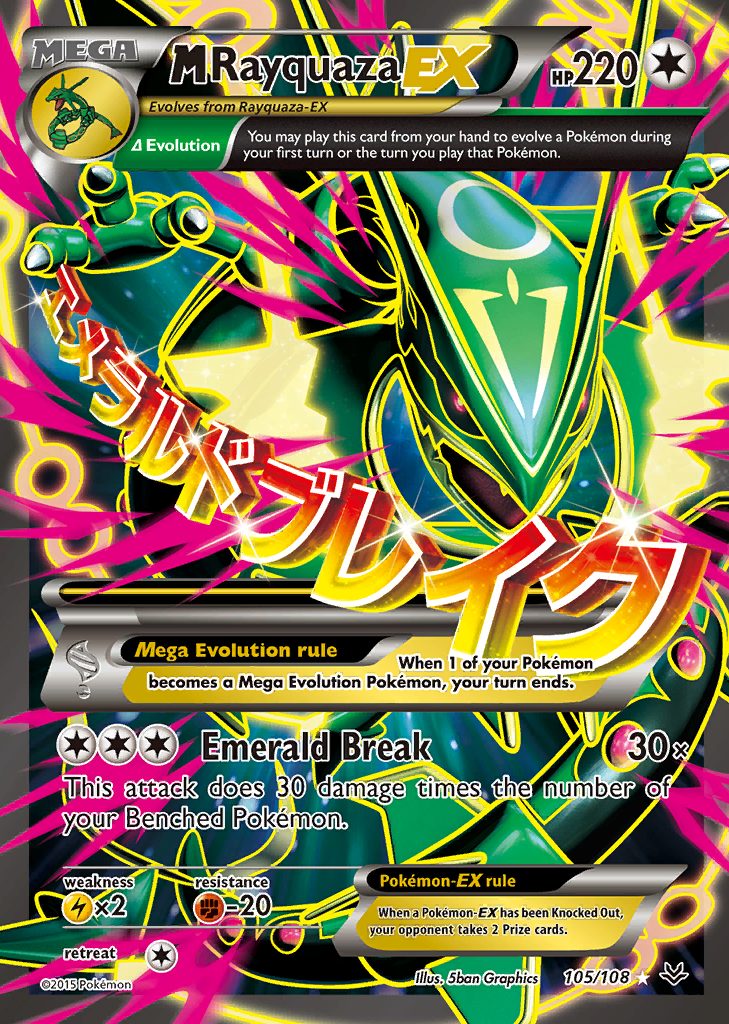 MEGA
M Rayquaza EX
HP 220
Evolves from Rayquaza-EX
Δ Evolution
You may play this card from your hand to evolve a Pokémon during
your first turn or the turn you play that Pokémon.
エメラルドブレイク
Mega Evolution rule
When 1 of your Pokémon
becomes a Mega Evolution Pokémon, your turn ends.
Emerald Break 30×
This attack does 30 damage times the number of
your Benched Pokémon.
weakness
×2
resistance
-20
retreat
Pokémon-EX rule
When a Pokémon-EX has been Knocked Out,
your opponent takes 2 Prize cards.
©2015 Pokémon
Illus. 5ban Graphics
105/108 ★